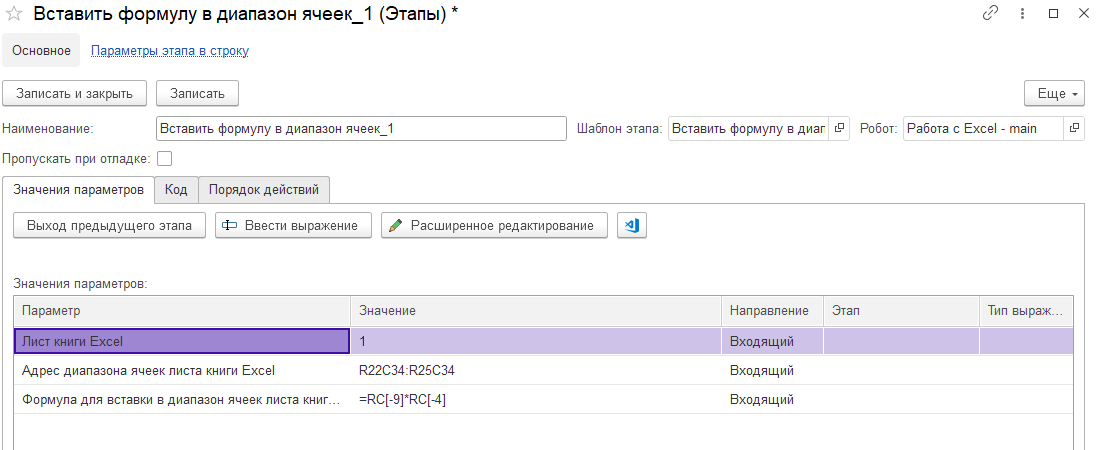 Вставить формулу в диапазон ячеек_1 (Этапы) *
Основное Параметры этапа в строку
Записать и закрыть Записать Еще
Наименование: Вставить формулу в диапазон ячеек_1 Шаблон этапа: Вставить формулу в диап Робот: Работа с Excel - main
Пропускать при отладке:
Значения параметров Код Порядок действий
Выход предыдущего этапа Ввести выражение Расширенное редактирование
Значения параметров:
Параметр Значение Направление Этап Тип выраж...
Лист книги Excel 1 Входящий
Адрес диапазона ячеек листа книги Excel R22C34:R25C34 Входящий
Формула для вставки в диапазон ячеек листа книг... =RC[-9]*RC[-4] Входящий